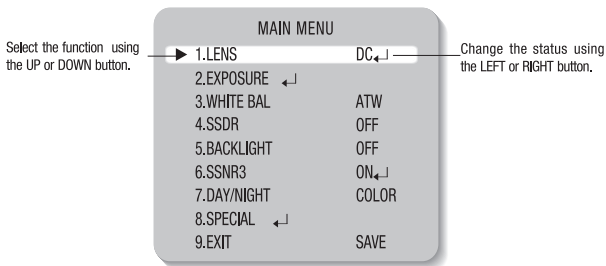 MAIN MENU
Select the function using
the UP or DOWN button.
▶ 1.LENS DC↵
Change the status using
the LEFT or RIGHT button.
2.EXPOSURE ↵
3.WHITE BAL ATW
4.SSDR OFF
5.BACKLIGHT OFF
6.SSNR3 ON↵
7.DAY/NIGHT COLOR
8.SPECIAL ↵
9.EXIT SAVE